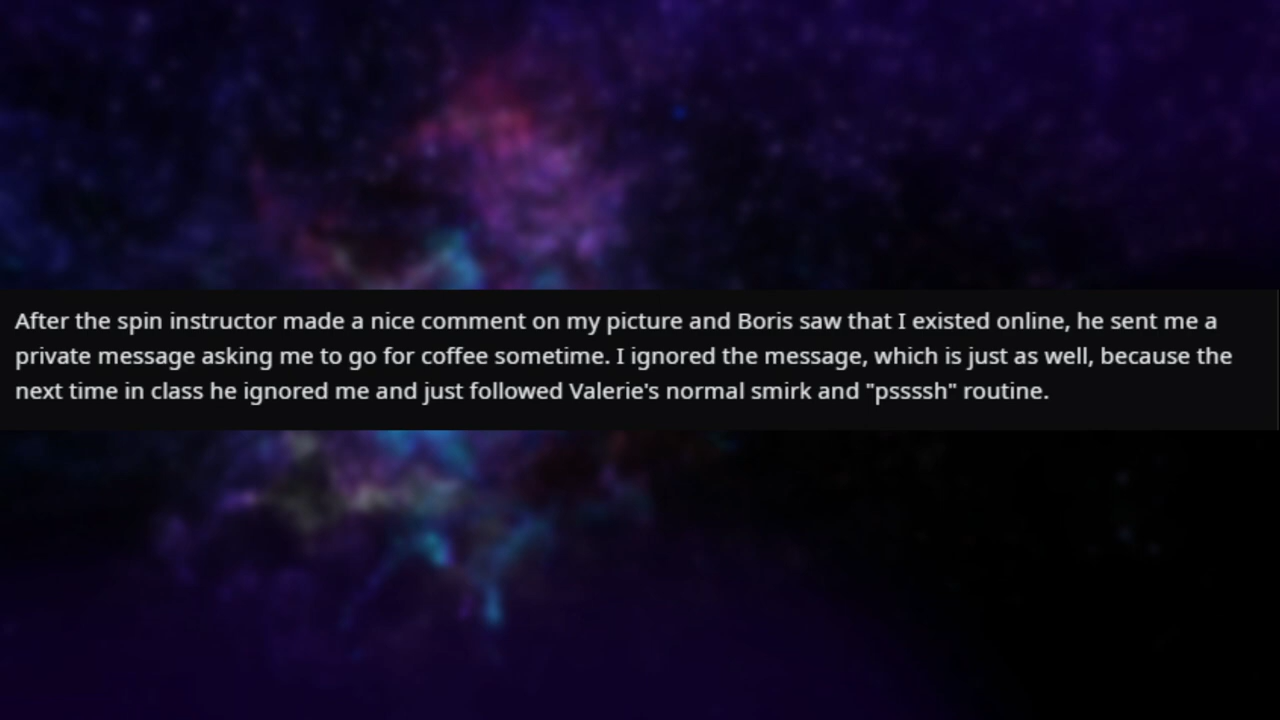 After the spin instructor made a nice comment on my picture and Boris saw that I existed online, he sent me a
private message asking me to go for coffee sometime. I ignored the message, which is just as well, because the
next time in class he ignored me and just followed Valerie's normal smirk and "pssssh" routine.